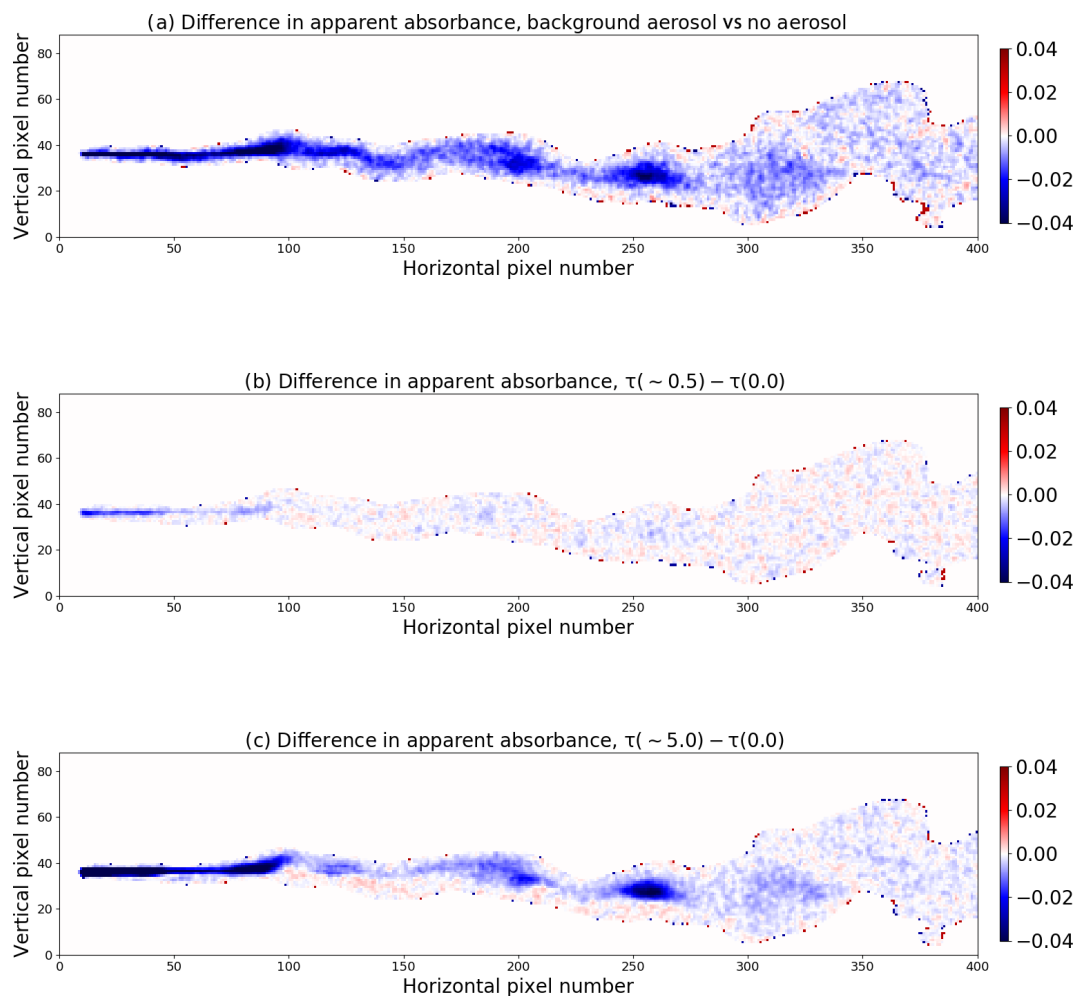 (a) Difference in apparent absorbance, background aerosol vs no aerosol
Vertical pixel number
80
60
40
20
0
0 50 100 150 200 250 300 350 400
Horizontal pixel number
0.04
0.02
0.00
−0.02
−0.04
(b) Difference in apparent absorbance, τ( ∼ 0.5) − τ(0.0)
Vertical pixel number
80
60
40
20
0
0 50 100 150 200 250 300 350 400
Horizontal pixel number
0.04
0.02
0.00
−0.02
−0.04
(c) Difference in apparent absorbance, τ( ∼ 5.0) − τ(0.0)
Vertical pixel number
80
60
40
20
0
0 50 100 150 200 250 300 350 400
Horizontal pixel number
0.04
0.02
0.00
−0.02
−0.04